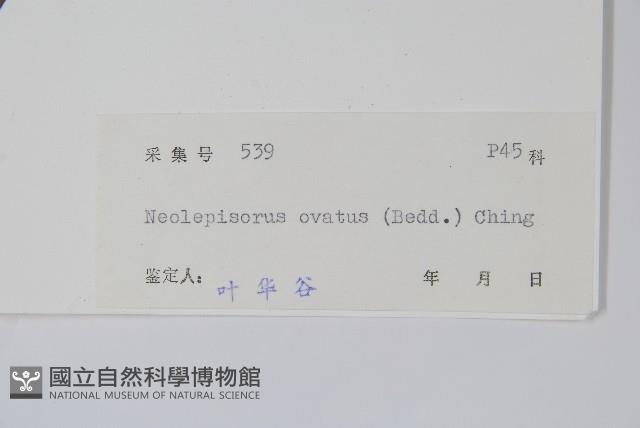 采集号 539 P45 科
Neolepisorus ovatus (Bedd.) Ching
鉴定人: 叶华谷 年 月 日
國立自然科學博物館
NATIONAL MUSEUM OF NATURAL SCIENCE